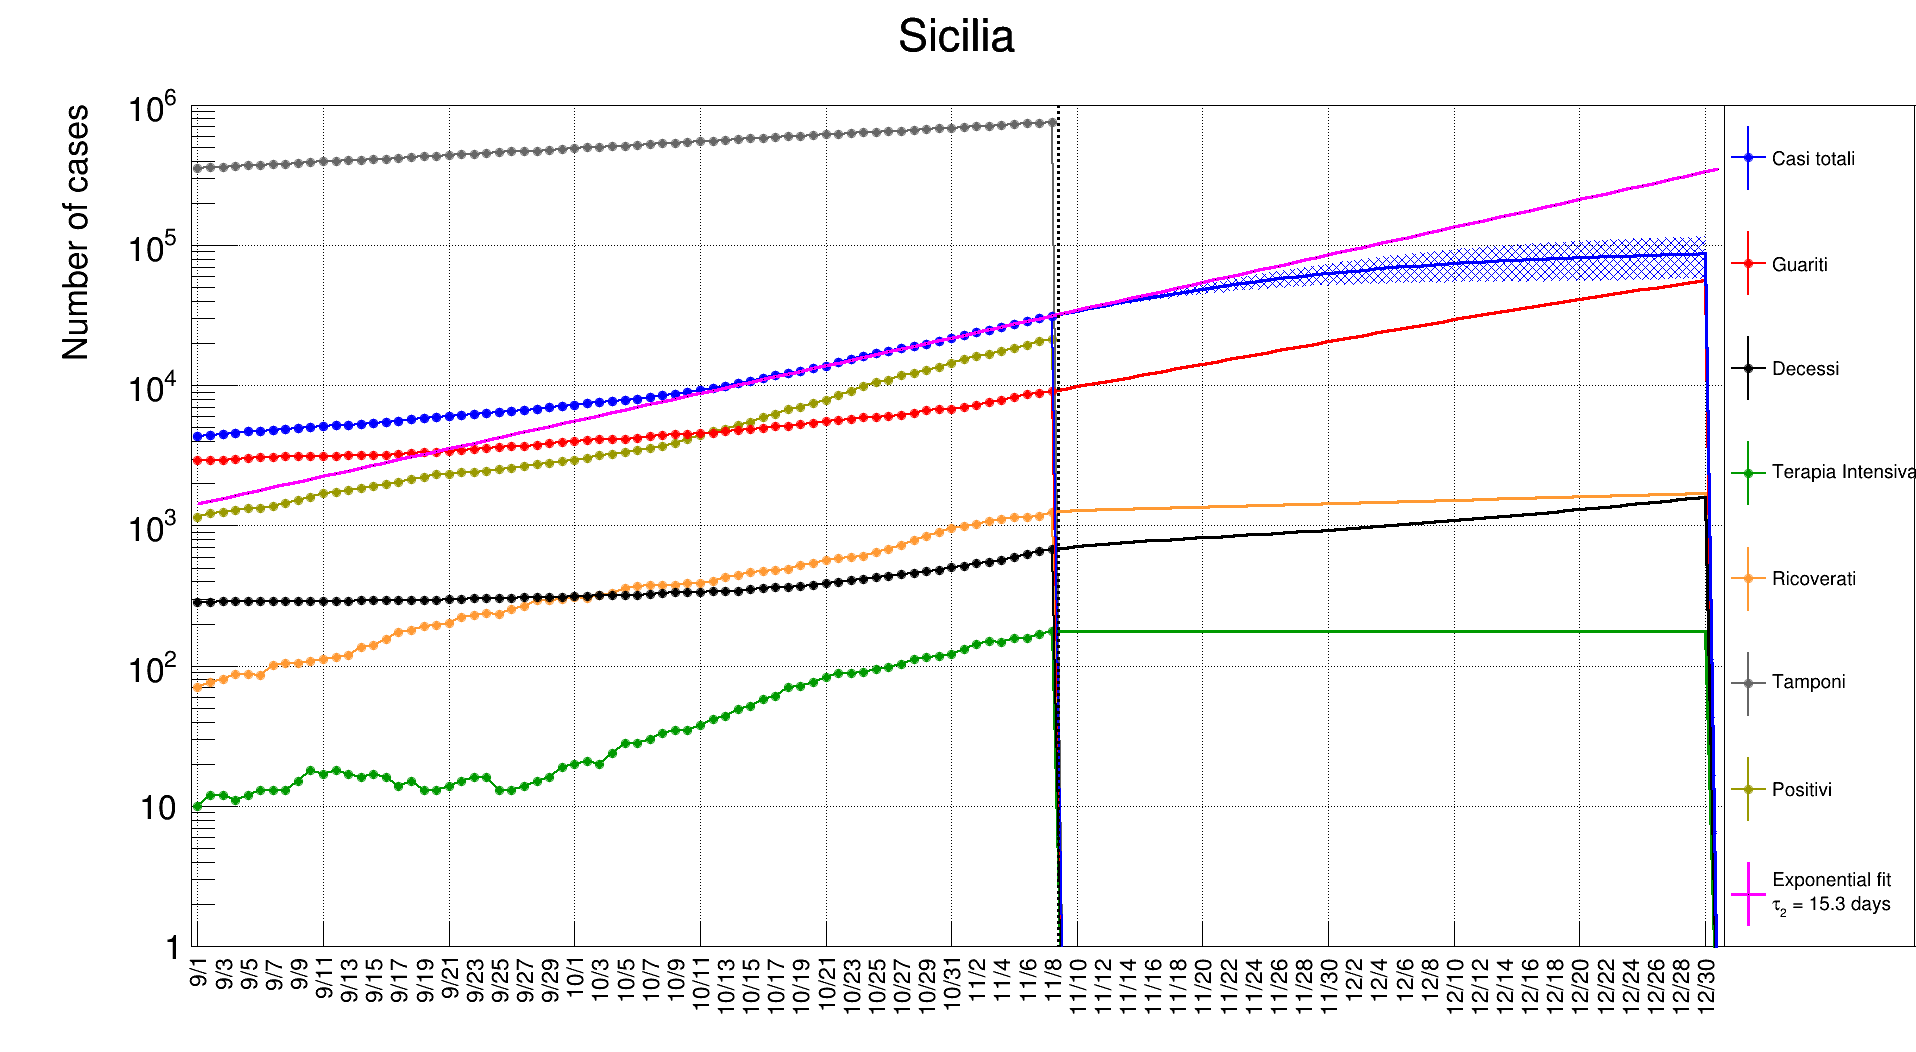 Sicilia
Number of cases
10^6
10^5
10^4
10^3
10^2
10
1
9/1 9/3 9/5 9/7 9/9 9/11 9/13 9/15 9/17 9/19 9/21 9/23 9/25 9/27 9/29 10/1 10/3 10/5 10/7 10/9 10/11 10/13 10/15 10/17 10/19 10/21 10/23 10/25 10/27 10/29 10/31 11/2 11/4 11/6 11/8 11/10 11/12 11/14 11/16 11/18 11/20 11/22 11/24 11/26 11/28 11/30 12/2 12/4 12/6 12/8 12/10 12/12 12/14 12/16 12/18 12/20 12/22 12/24 12/26 12/28 12/30
Casi totali
Guariti
Decessi
Terapia Intensiva
Ricoverati
Tamponi
Positivi
Exponential fit
τ₂ = 15.3 days